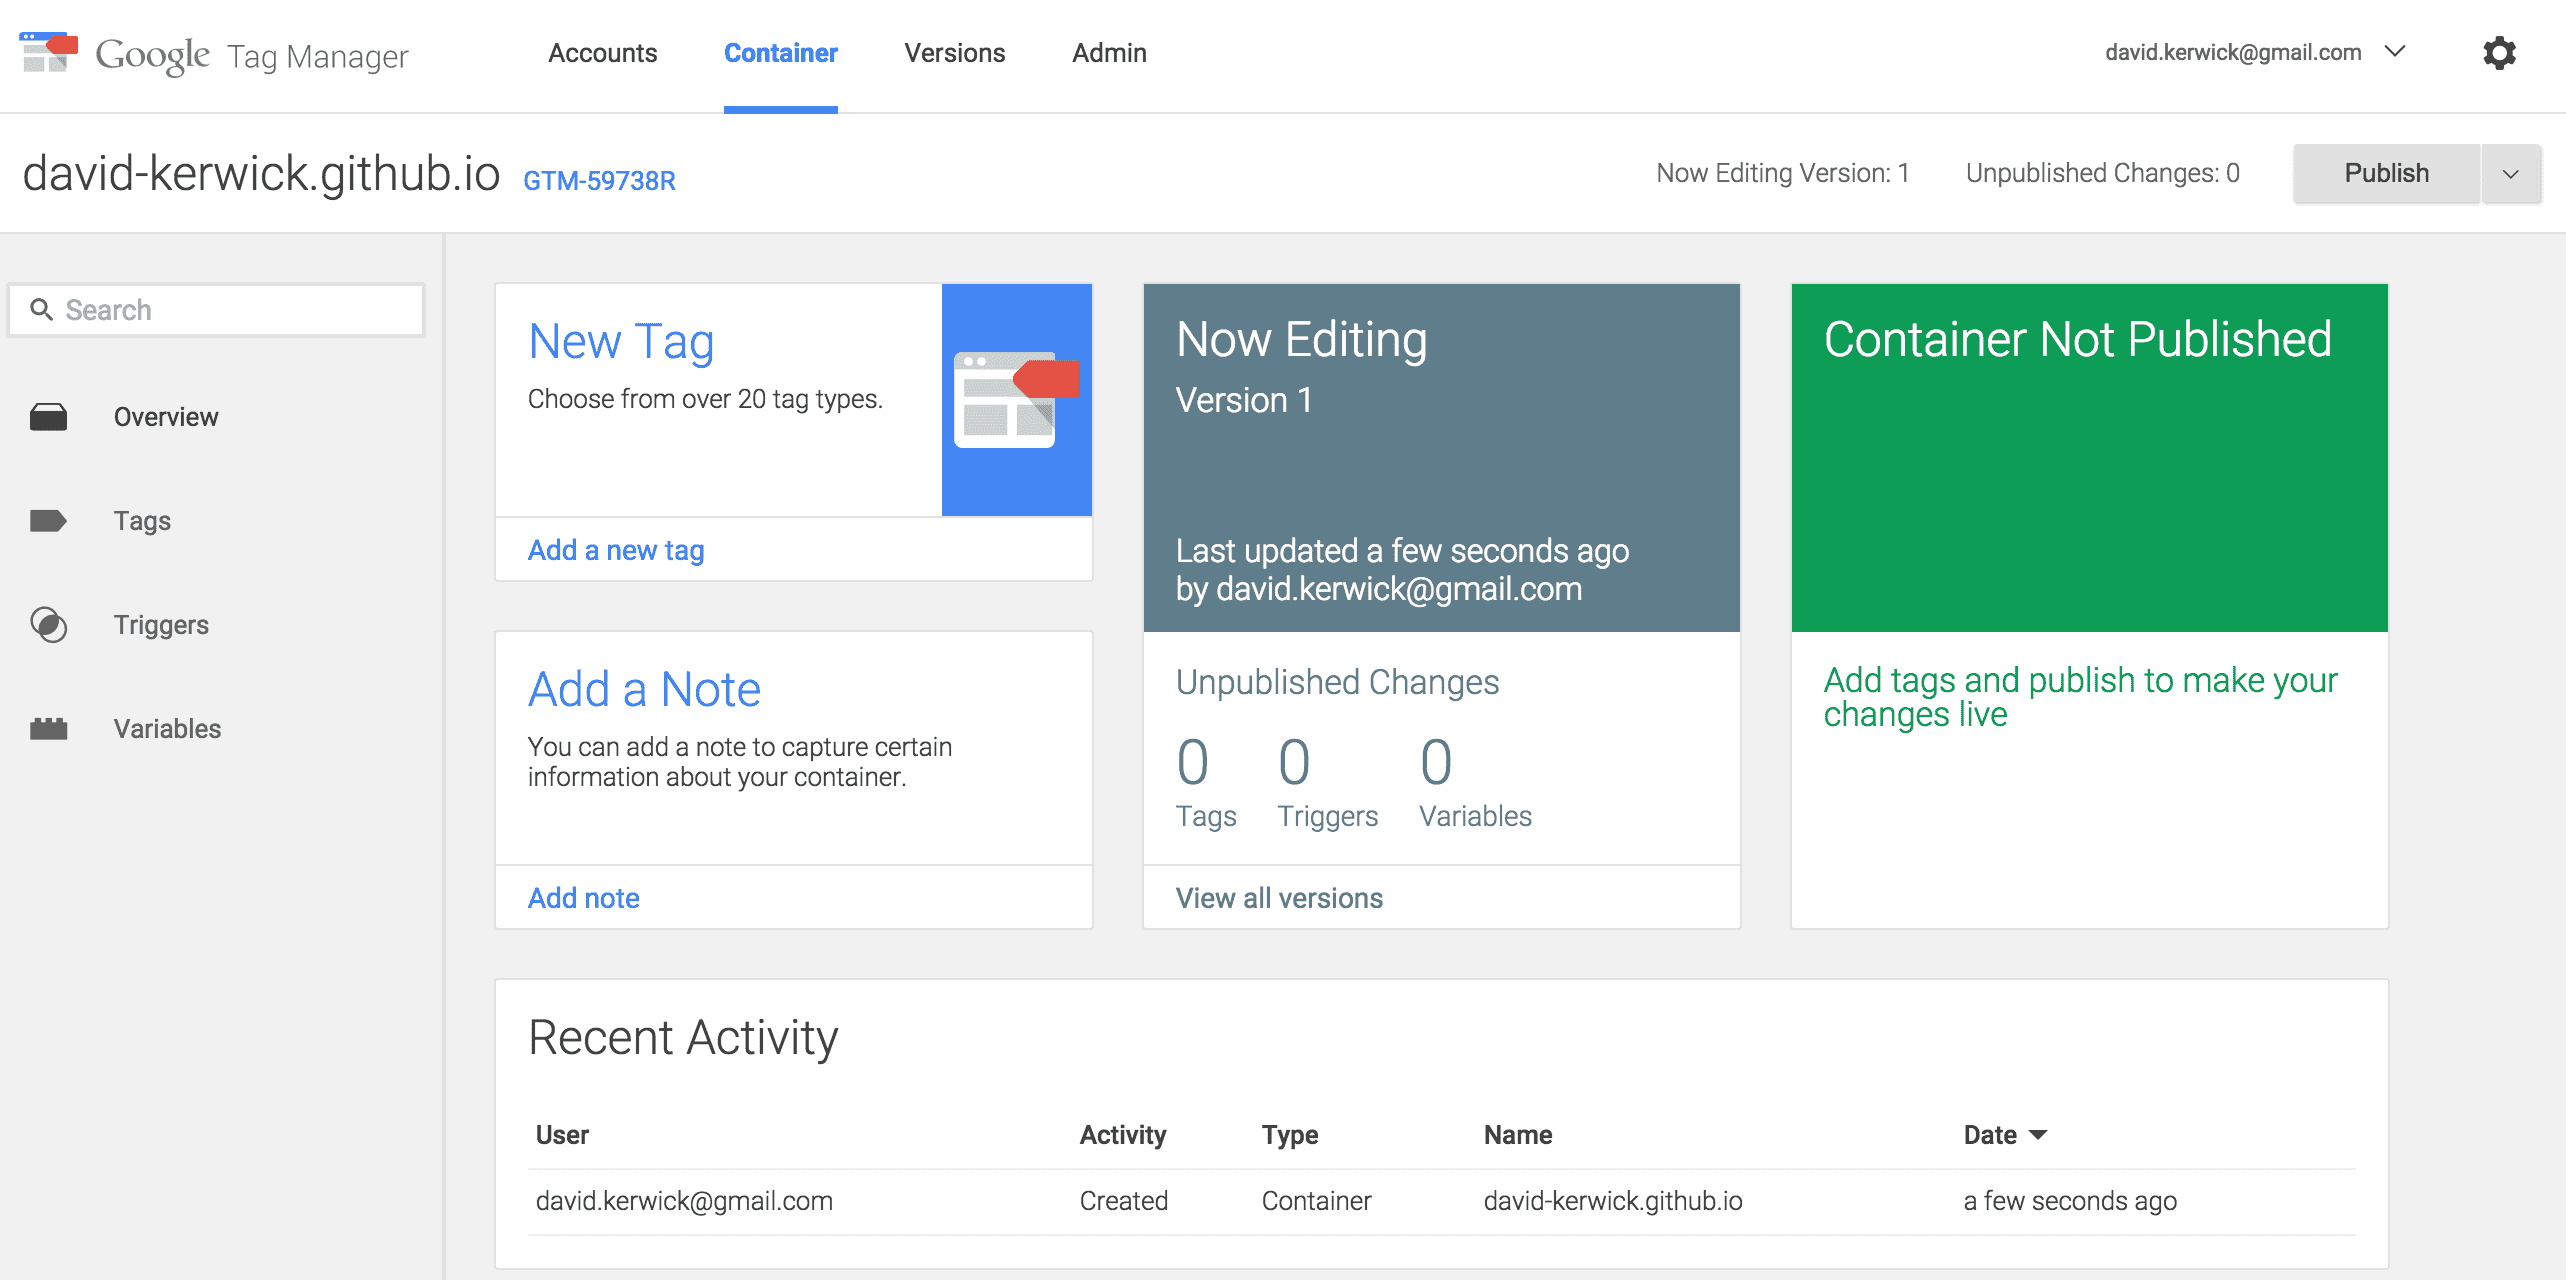 Google Tag Manager
Accounts
Container
Versions
Admin
david.kerwick@gmail.com
david-kerwick.github.io GTM-59738R
Now Editing Version: 1
Unpublished Changes: 0
Publish
Search
Overview
Tags
Triggers
Variables
New Tag
Choose from over 20 tag types.
Add a new tag
Add a Note
You can add a note to capture certain
information about your container.
Add note
Now Editing
Version 1
Last updated a few seconds ago
by david.kerwick@gmail.com
Unpublished Changes
0 0 0
Tags Triggers Variables
View all versions
Container Not Published
Add tags and publish to make your
changes live
Recent Activity
User Activity Type Name Date
david.kerwick@gmail.com Created Container david-kerwick.github.io a few seconds ago